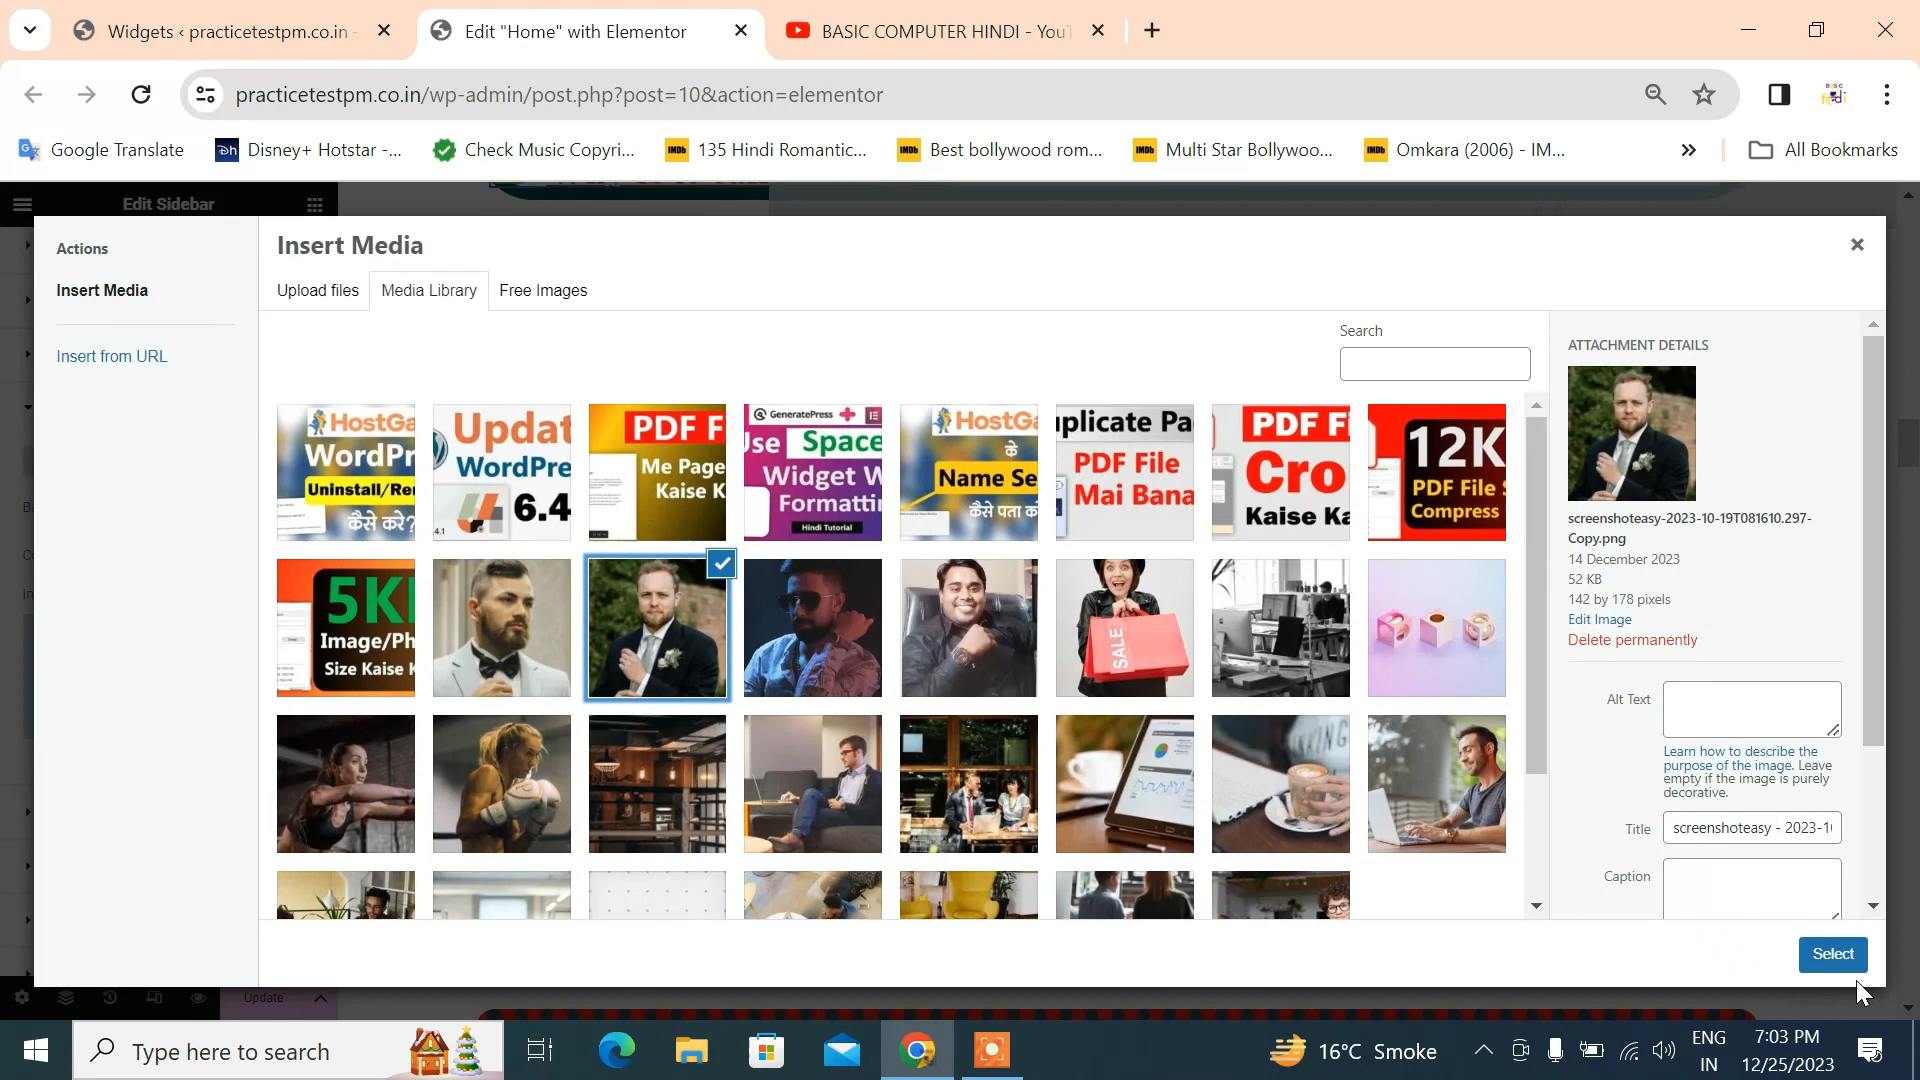 Widgets ‹ practicetestpm.co.in -
Edit "Home" with Elementor
BASIC COMPUTER HINDI - YouT
practicetestpm.co.in/wp-admin/post.php?post=10&action=elementor
Google Translate
Disney+ Hotstar -...
Check Music Copyri...
135 Hindi Romantic...
Best bollywood rom...
Multi Star Bollywoo...
Omkara (2006) - IM...
All Bookmarks
Edit Sidebar
Actions
Insert Media
Insert from URL
Insert Media
Upload files
Media Library
Free Images
Search
HostGa
WordPr
Uninstall/Re
कैसे करे?
Updat
WordPre
6.4
PDF F
Me Page
Kaise K
GeneratePress
Jse Space
Widget W
Formatti
Hindi Tutorial
HostGa
के
Name Se
कैसे पता क
uplicate Pa
PDF File
Mai Bana
PDF Fi
Cro
Kaise Ka
12K
PDF File S
Compress
5K
Image/Ph
Size Kaise K
SALE
ATTACHMENT DETAILS
screenshoteasy-2023-10-19T081610.297-
Copy.png
14 December 2023
52 KB
142 by 178 pixels
Edit Image
Delete permanently
Alt Text
Learn how to describe the
purpose of the image. Leave
empty if the image is purely
decorative.
Title
screenshoteasy - 2023-1
Caption
Select
Update
Type here to search
16°C Smoke
ENG
IN
7:03 PM
12/25/2023